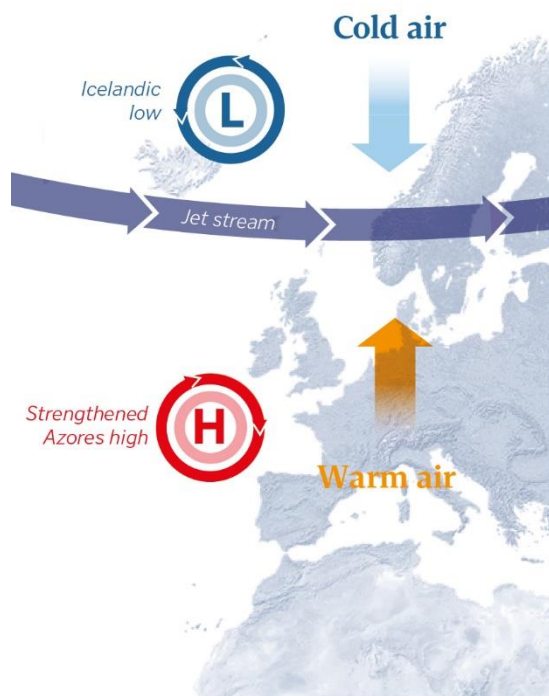 Cold air
Icelandic
low
L
Jet stream
H
Strengthened
Azores high
Warm air